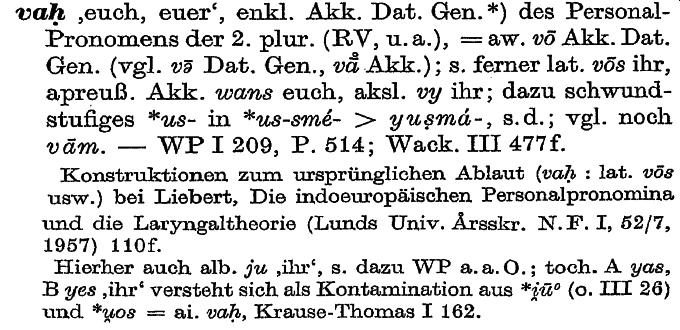 vaḥ ‚euch, euer‘, enkl. Akk. Dat. Gen.*) des Personal-
Pronomens der 2. plur. (RV, u.a.), = aw. vō Akk. Dat.
Gen. (vgl. və̄ Dat. Gen., vā̊ Akk.); s. ferner lat. vōs ihr,
apreuß. Akk. wans euch, aksl. vy ihr; dazu schwund-
stufiges *us- in *us-smé- > yuṣmá-, s.d.; vgl. noch
vām. — WP I 209, P. 514; Wack. III 477f.
Konstruktionen zum ursprünglichen Ablaut (vaḥ : lat. vōs
usw.) bei Liebert, Die indoeuropäischen Personalpronomina
und die Laryngaltheorie (Lunds Univ. Årsskr. N.F. I, 52/7,
1957) 110f.
Hierher auch alb. ju ‚ihr‘, s. dazu WP a.a.O.; toch. A yas,
B yes ‚ihr‘ versteht sich als Kontamination aus *i̯ū° (o. III 26)
und *u̯os = ai. vaḥ, Krause-Thomas I 162.